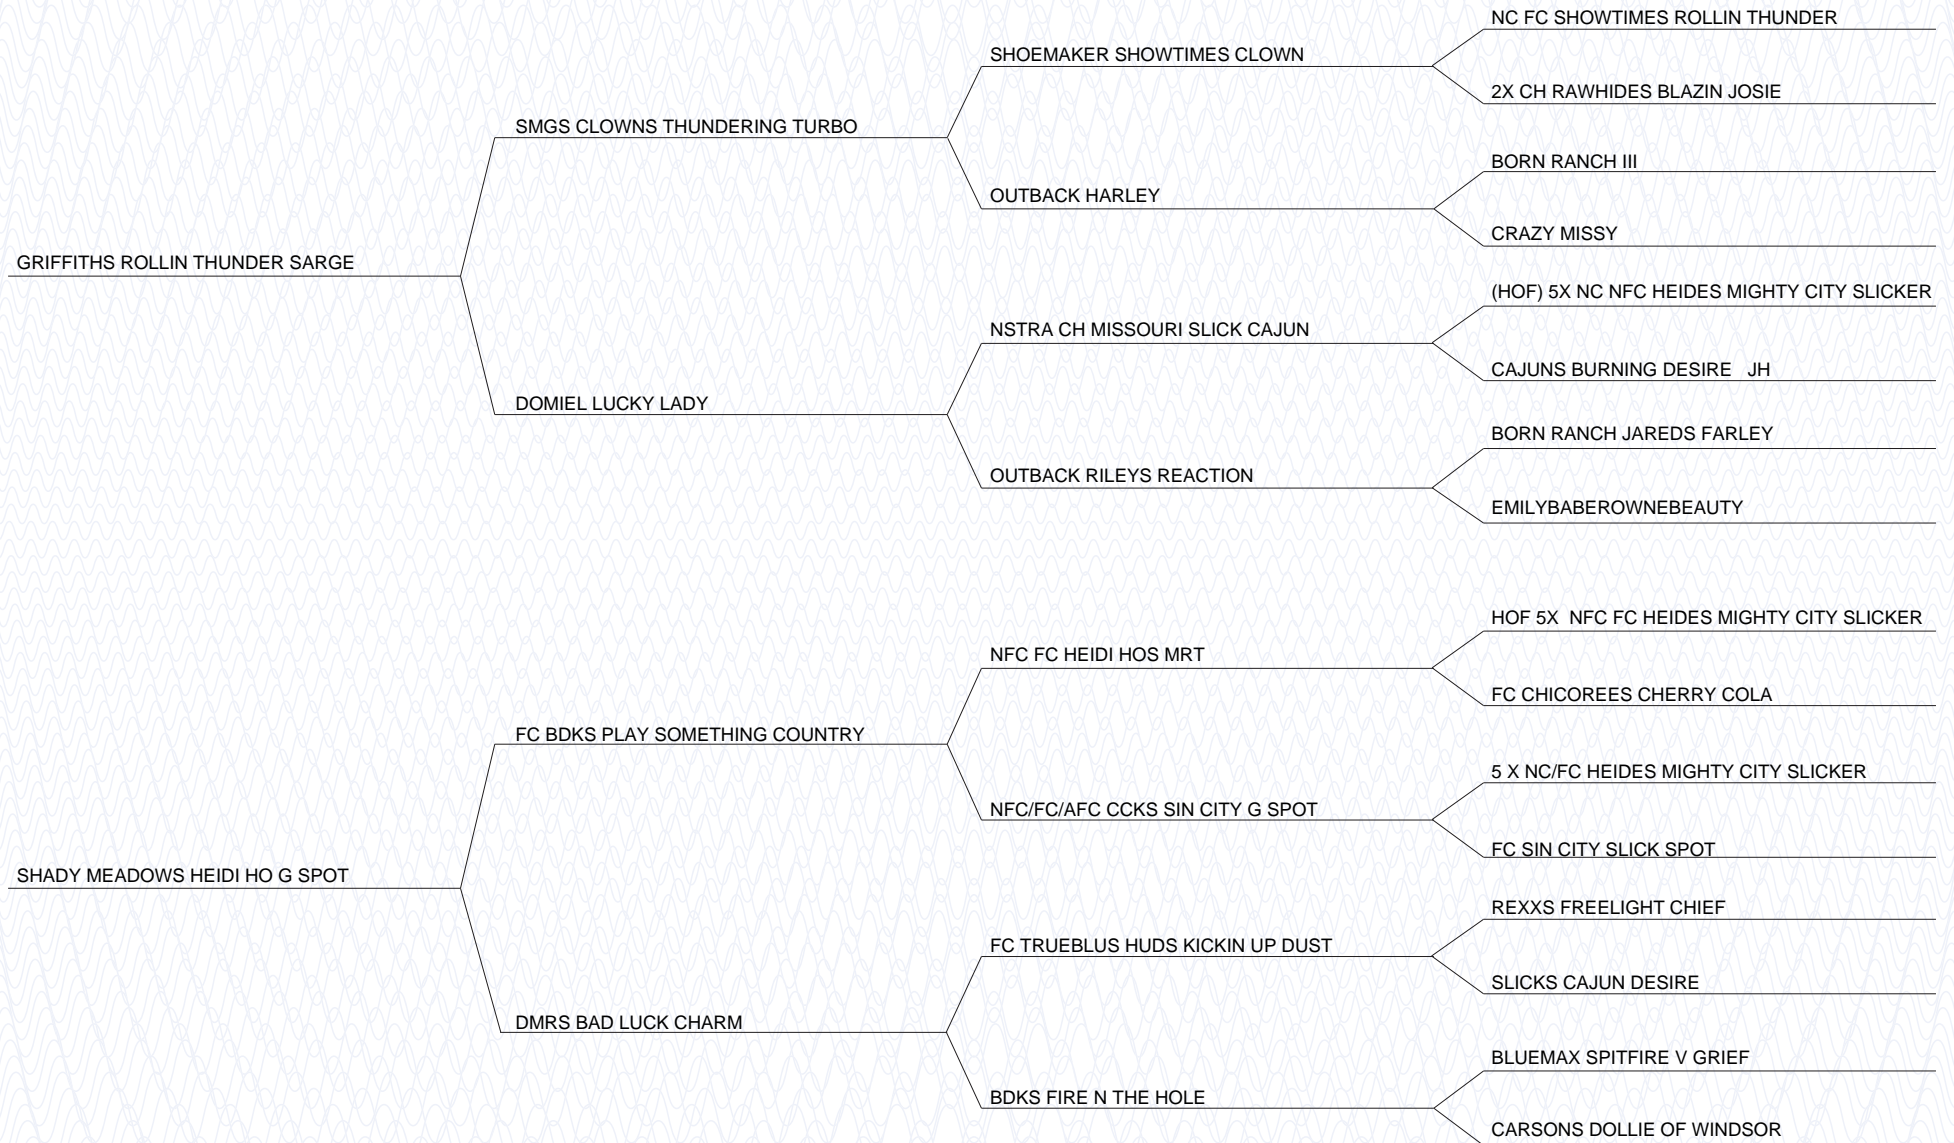 NC FC SHOWTIMES ROLLIN THUNDER
SHOEMAKER SHOWTIMES CLOWN
2X CH RAWHIDES BLAZIN JOSIE
SMGS CLOWNS THUNDERING TURBO
BORN RANCH III
OUTBACK HARLEY
CRAZY MISSY
GRIFFITHS ROLLIN THUNDER SARGE
(HOF) 5X NC NFC HEIDES MIGHTY CITY SLICKER
NSTRA CH MISSOURI SLICK CAJUN
CAJUNS BURNING DESIRE JH
DOMIEL LUCKY LADY
BORN RANCH JAREDS FARLEY
OUTBACK RILEYS REACTION
EMILYBABEROWNEBEAUTY
HOF 5X NFC FC HEIDES MIGHTY CITY SLICKER
NFC FC HEIDI HOS MRT
FC CHICOREES CHERRY COLA
FC BDKS PLAY SOMETHING COUNTRY
5 X NC/FC HEIDES MIGHTY CITY SLICKER
NFC/FC/AFC CCKS SIN CITY G SPOT
FC SIN CITY SLICK SPOT
SHADY MEADOWS HEIDI HO G SPOT
REXXS FREELIGHT CHIEF
FC TRUEBLUS HUDS KICKIN UP DUST
SLICKS CAJUN DESIRE
DMRS BAD LUCK CHARM
BLUEMAX SPITFIRE V GRIEF
BDKS FIRE N THE HOLE
CARSONS DOLLIE OF WINDSOR